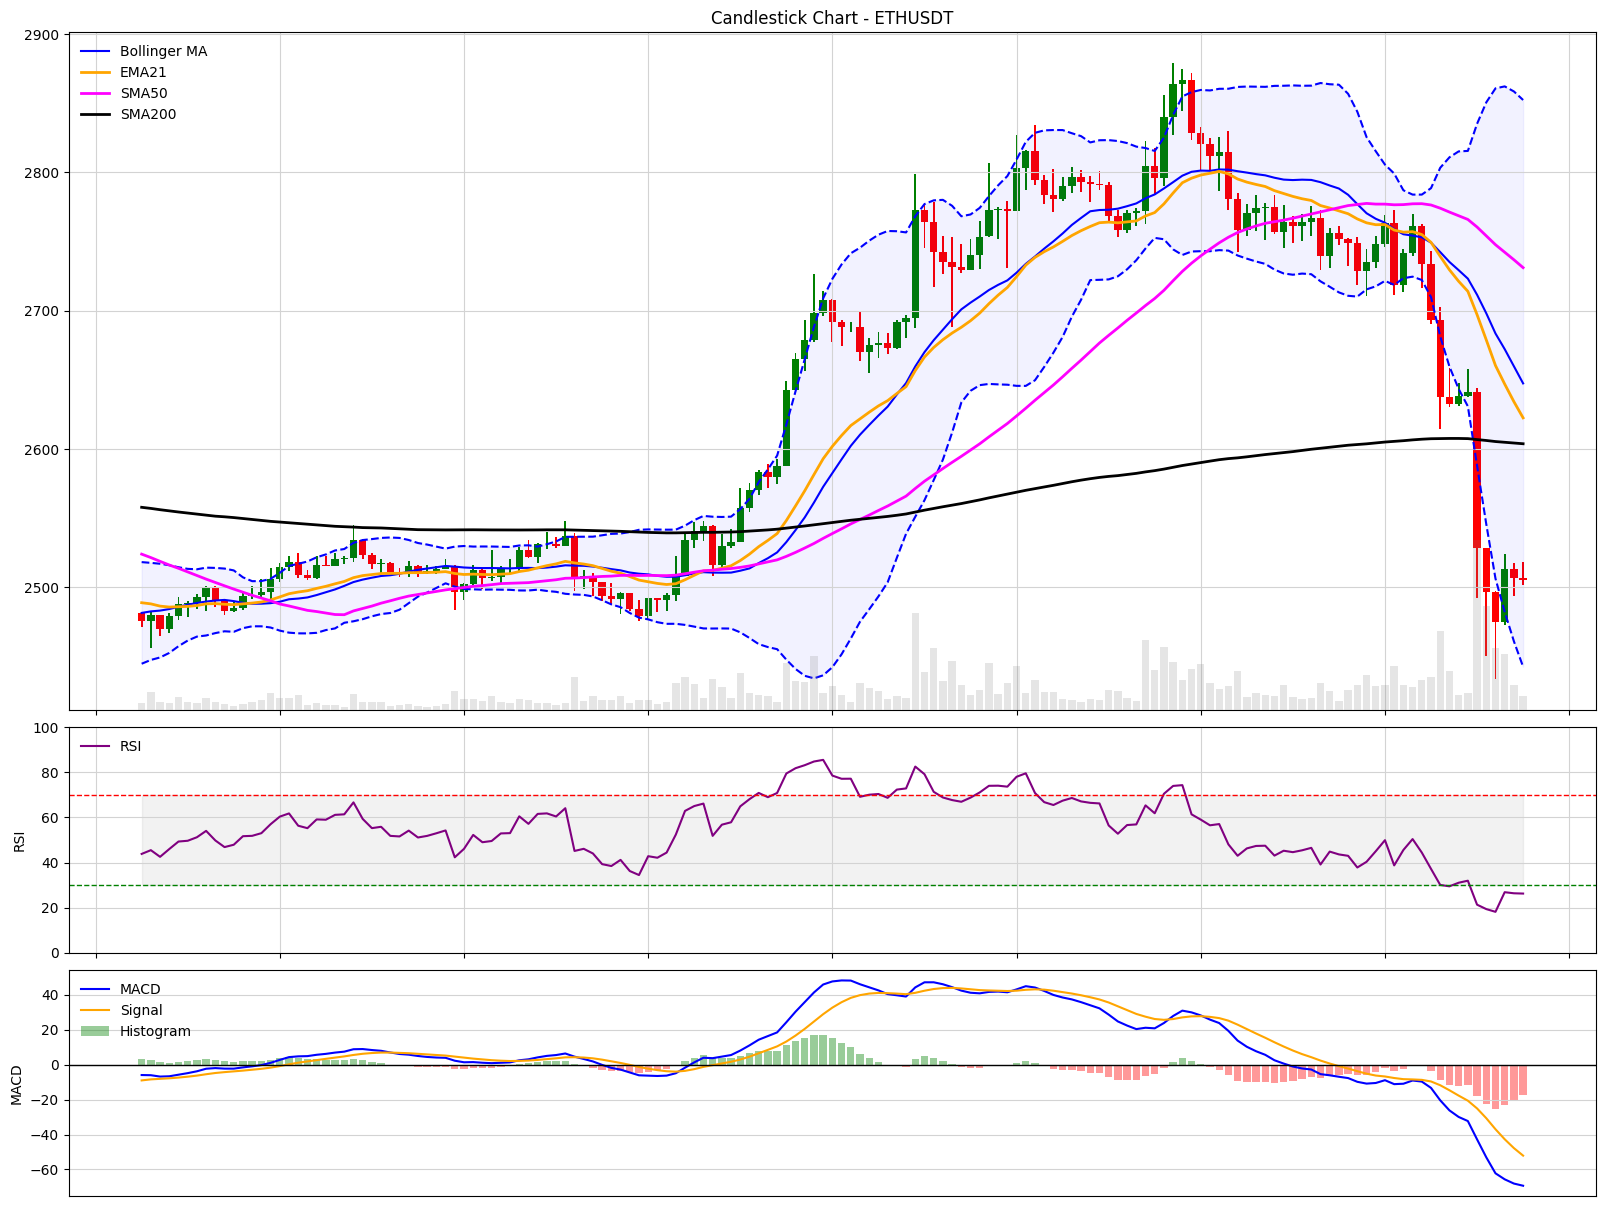 Candlestick Chart - ETHUSDT
2900
2800
2700
2600
2500
Bollinger MA
EMA21
SMA50
SMA200
100
80
60
40
20
0
RSI
RSI
40
20
0
−20
−40
−60
MACD
MACD
Signal
Histogram